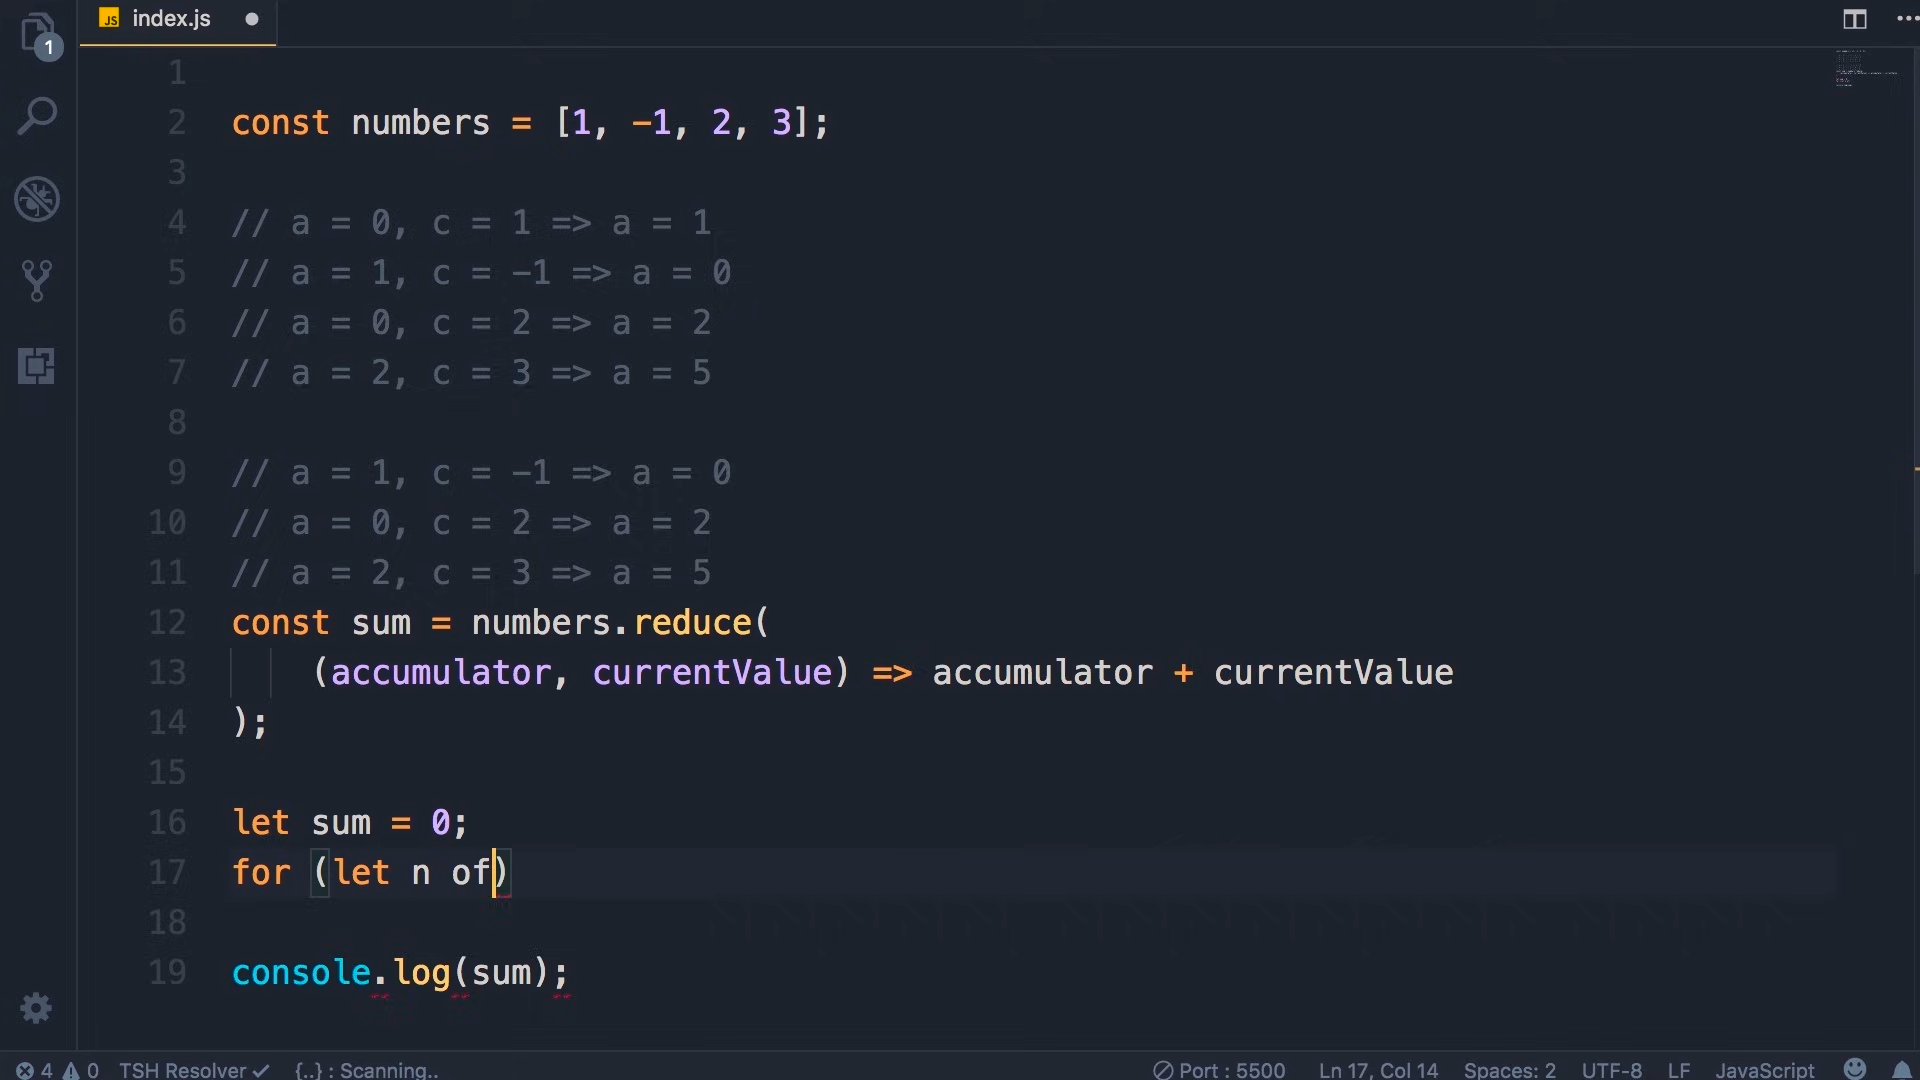 JS index.js
1
1
2 const numbers = [1, -1, 2, 3];
3
4 // a = 0, c = 1 => a = 1
5 // a = 1, c = -1 => a = 0
6 // a = 0, c = 2 => a = 2
7 // a = 2, c = 3 => a = 5
8
9 // a = 1, c = -1 => a = 0
10 // a = 0, c = 2 => a = 2
11 // a = 2, c = 3 => a = 5
12 const sum = numbers.reduce(
13 (accumulator, currentValue) => accumulator + currentValue
14 );
15
16 let sum = 0;
17 for (let n of)
18
19 console.log(sum);
4 0 TSH Resolver ✓ {..} : Scanning.. Port : 5500 Ln 17, Col 14 Spaces: 2 UTF-8 LF JavaScript